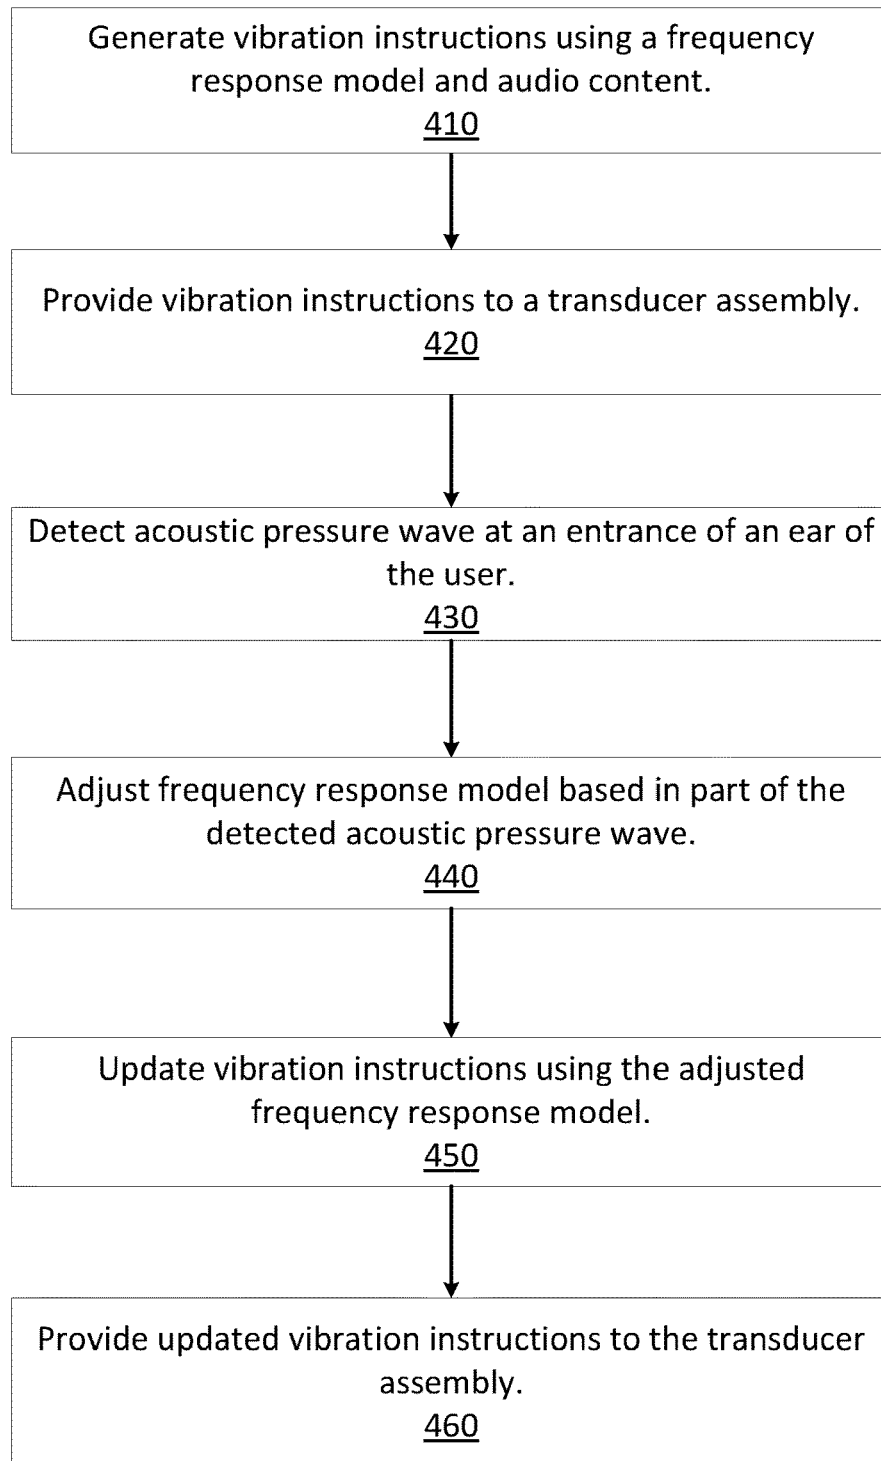 Generate vibration instructions using a frequency
response model and audio content.
410
Provide vibration instructions to a transducer assembly.
420
Detect acoustic pressure wave at an entrance of an ear of
the user.
430
Adjust frequency response model based in part of the
detected acoustic pressure wave.
440
Update vibration instructions using the adjusted
frequency response model.
450
Provide updated vibration instructions to the transducer
assembly.
460